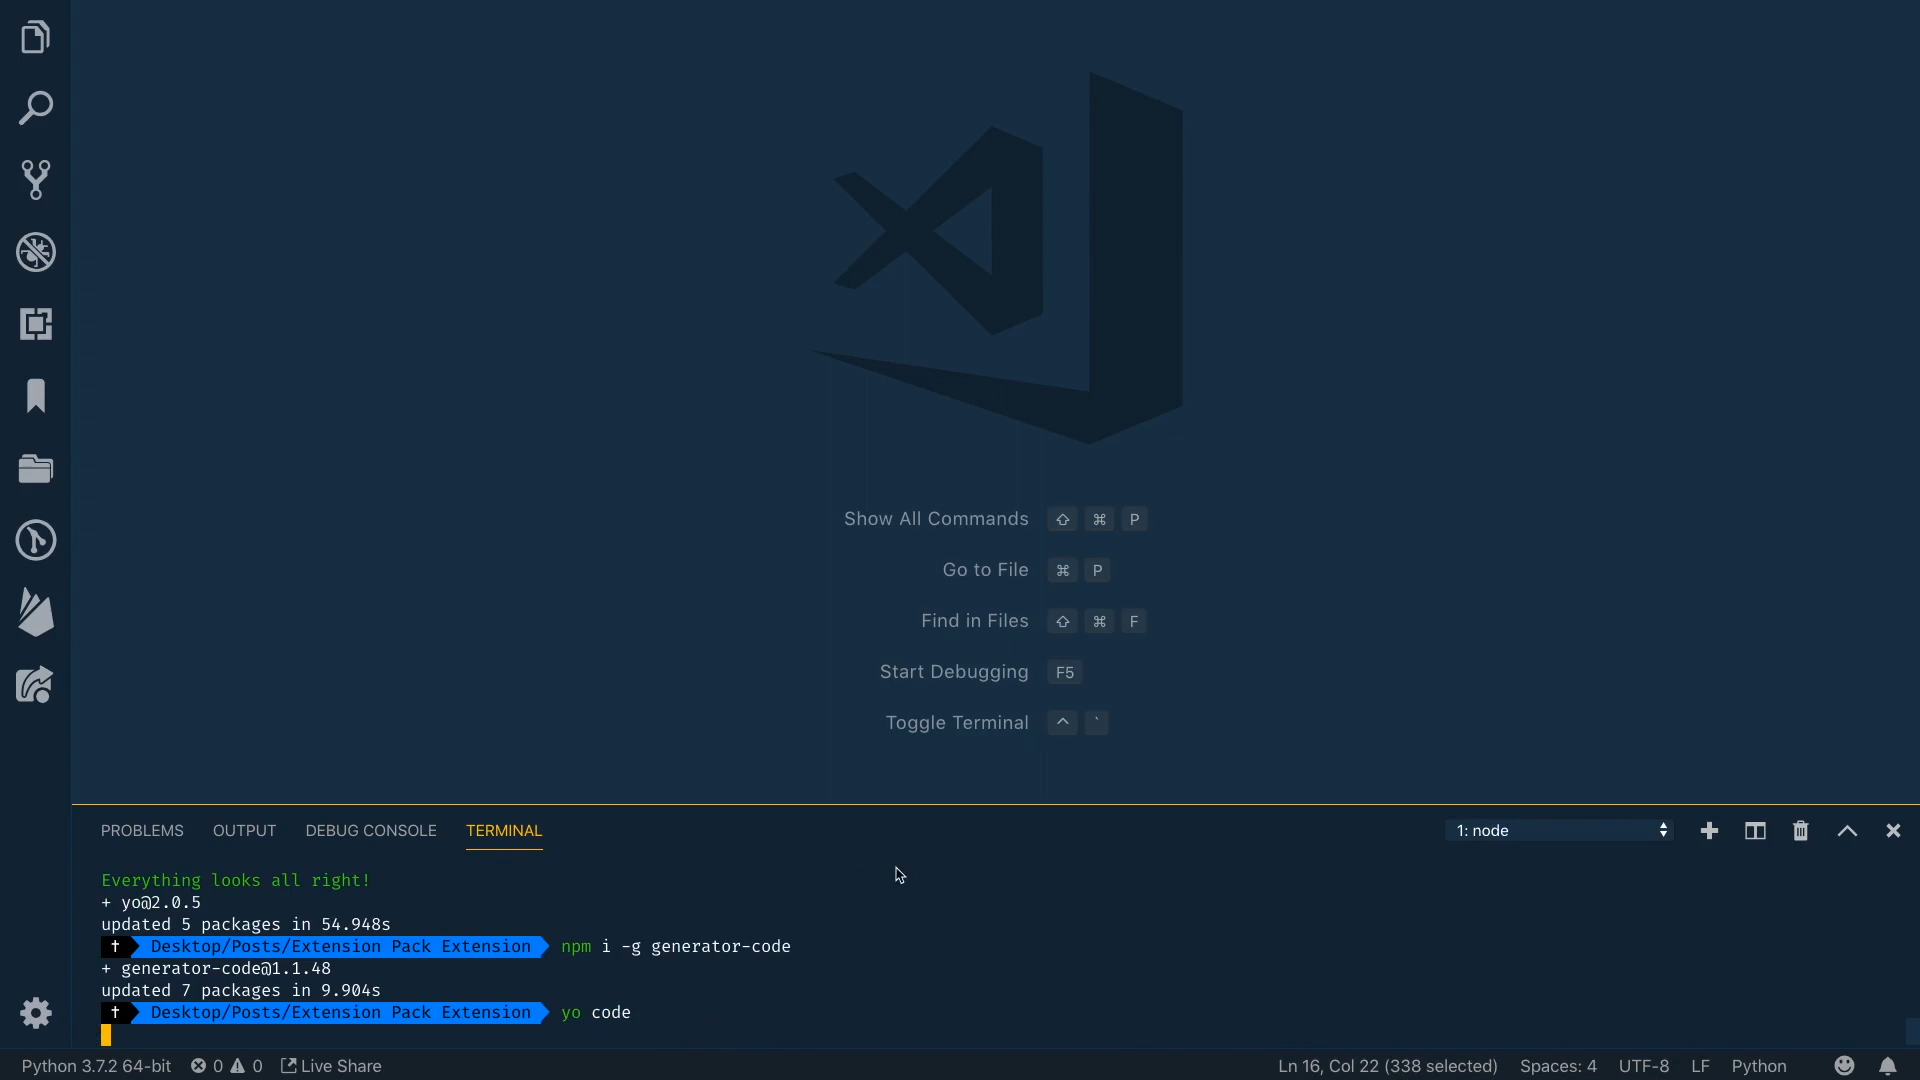 Show All Commands ⇧ ⌘ P
Go to File ⌘ P
Find in Files ⇧ ⌘ F
Start Debugging F5
Toggle Terminal ^ `
PROBLEMS OUTPUT DEBUG CONSOLE TERMINAL 1: node
Everything looks all right!
+ yo@2.0.5
updated 5 packages in 54.948s
† Desktop/Posts/Extension Pack Extension npm i -g generator-code
+ generator-code@1.1.48
updated 7 packages in 9.904s
† Desktop/Posts/Extension Pack Extension yo code
Python 3.7.2 64-bit 0 0 Live Share Ln 16, Col 22 (338 selected) Spaces: 4 UTF-8 LF Python